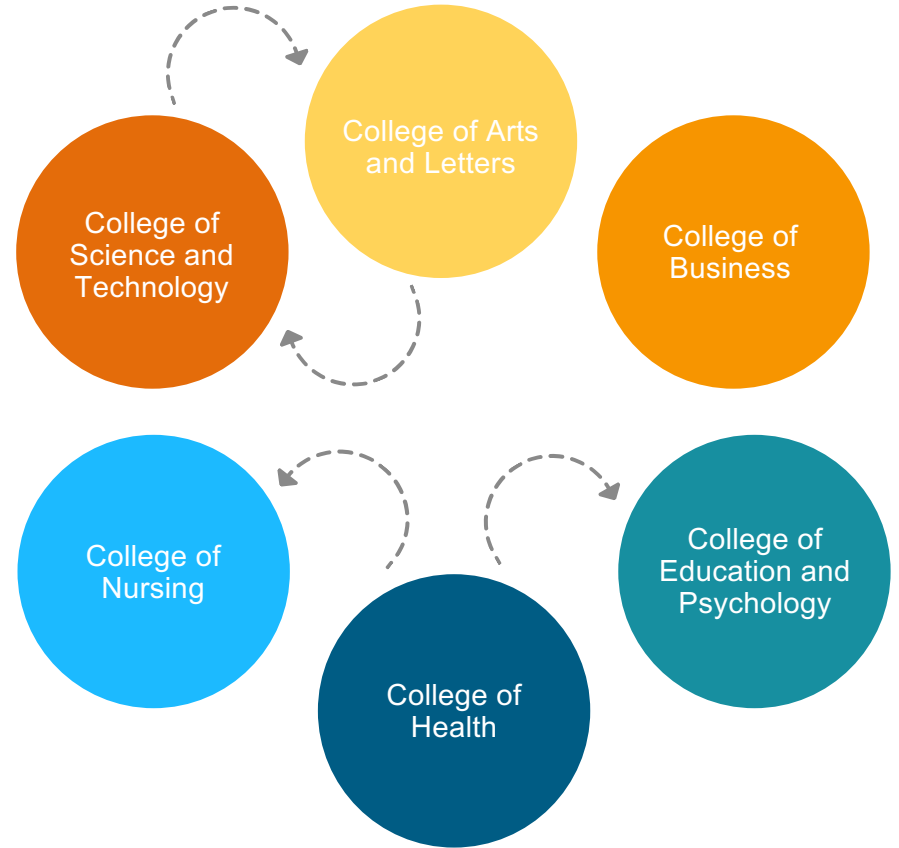 College of Arts
and Letters
College of
Science and
Technology
College of
Business
College of
Nursing
College of
Education and
Psychology
College of
Health